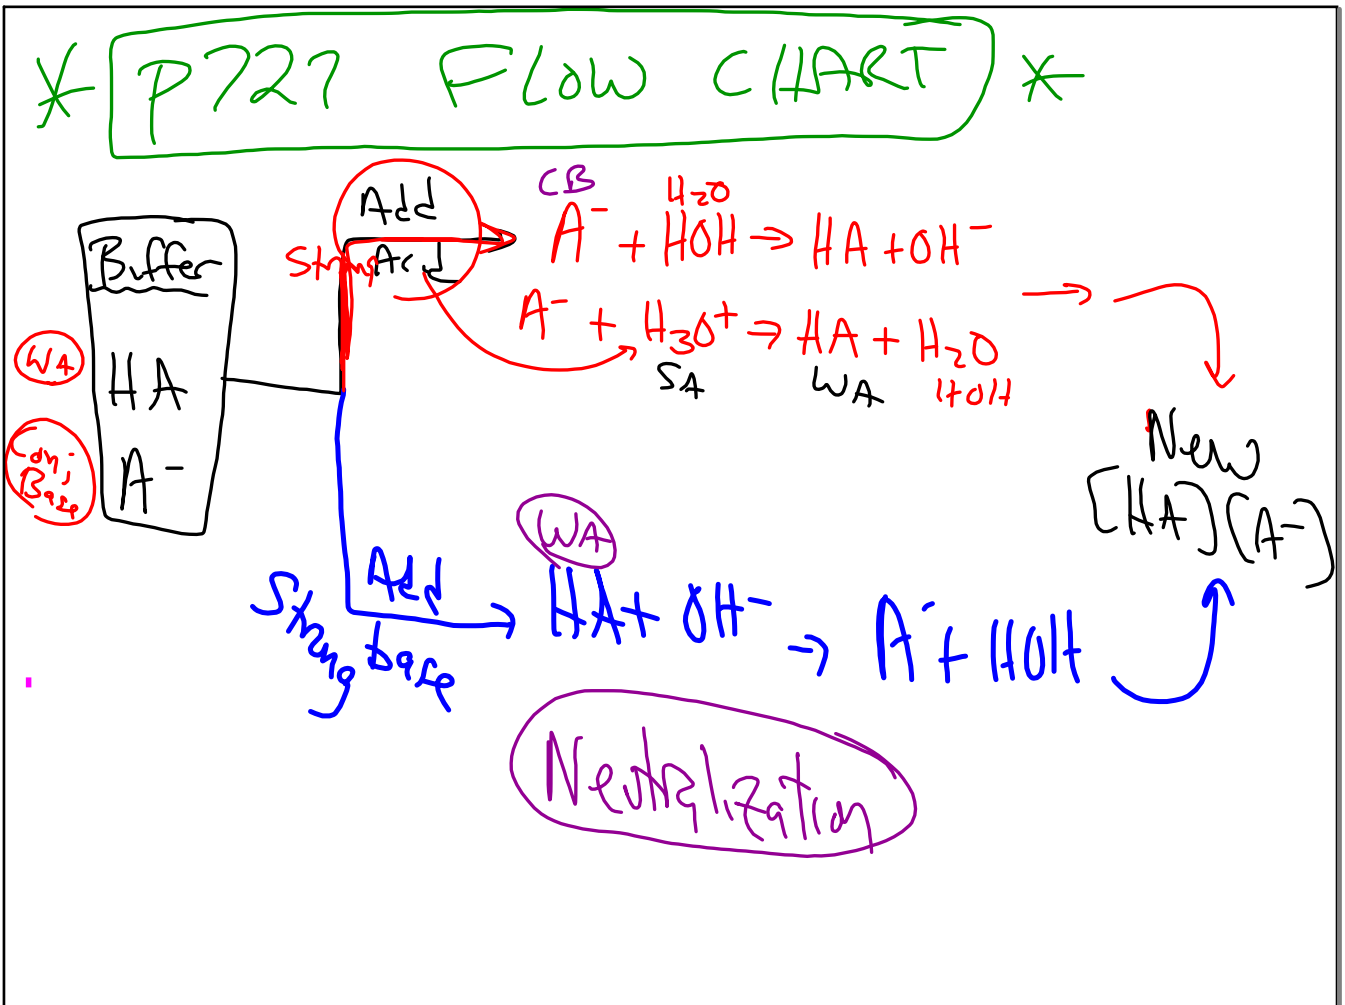 * P727 FLOW CHART *
Buffer
WA
HA
Conj
Base
A⁻
Add
Strong Acid
CB
H₂O
A⁻ + HOH → HA + OH⁻
A⁻ + H₃O⁺ → HA + H₂O
SA WA HOH
New
[HA] [A⁻]
Add
Strong base
WA
HA + OH⁻ → A⁻ + HOH
Neutralization